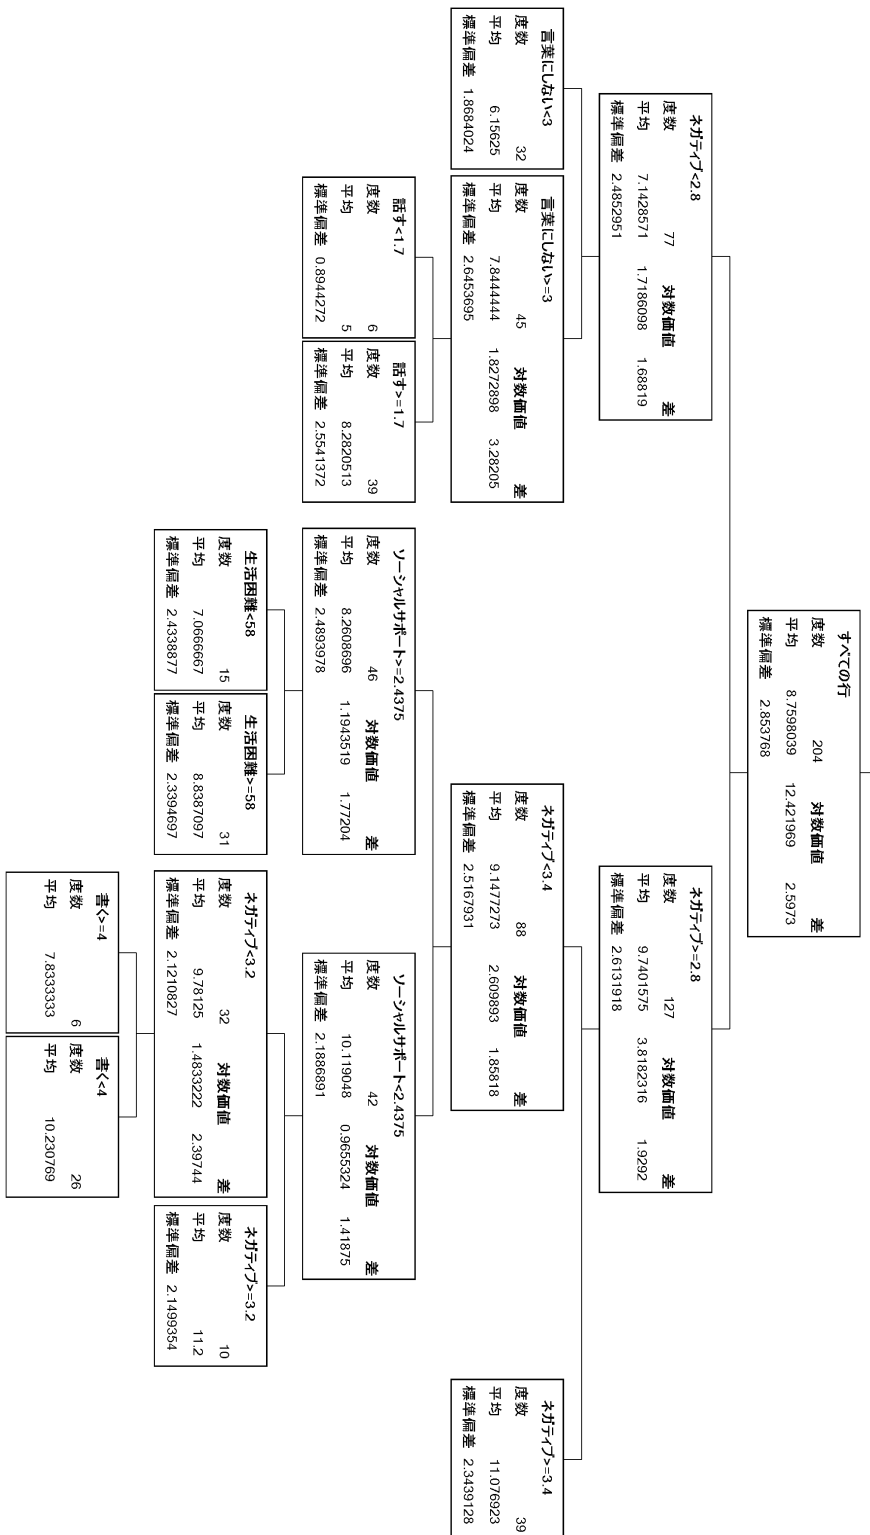 すべての行
度数 204 対数価値 差
平均 8.7598039 12.421969 2.5973
標準偏差 2.853768
ネガティブ<2.8
度数 77 対数価値 差
平均 7.1428571 1.7186098 1.68819
標準偏差 2.4852951
ネガティブ>=2.8
度数 127 対数価値 差
平均 9.7401575 3.8182316 1.9292
標準偏差 2.6131918
言葉にしない<3
度数 32
平均 6.15625
標準偏差 1.8684024
言葉にしない>=3
度数 45 対数価値 差
平均 7.8444444 1.8272898 3.28205
標準偏差 2.6453695
ネガティブ<3.4
度数 88 対数価値 差
平均 9.1477273 2.609893 1.85818
標準偏差 2.5167931
ネガティブ>=3.4
度数 39
平均 11.076923
標準偏差 2.3439128
話す<1.7
度数 6
平均 5
標準偏差 0.8944272
話す>=1.7
度数 39
平均 8.2820513
標準偏差 2.5541372
ソーシャルサポート>=2.4375
度数 46 対数価値 差
平均 8.2608696 1.1943519 1.77204
標準偏差 2.4893978
ソーシャルサポート<2.4375
度数 42 対数価値 差
平均 10.119048 0.9655324 1.41875
標準偏差 2.1886891
生活困難<58
度数 15
平均 7.0666667
標準偏差 2.4338877
生活困難>=58
度数 31
平均 8.8387097
標準偏差 2.3394697
ネガティブ<3.2
度数 32 対数価値 差
平均 9.78125 1.4833222 2.39744
標準偏差 2.1210827
ネガティブ>=3.2
度数 10
平均 11.2
標準偏差 2.1499354
書く>=4
度数 6
平均 7.8333333
書く<4
度数 26
平均 10.230769